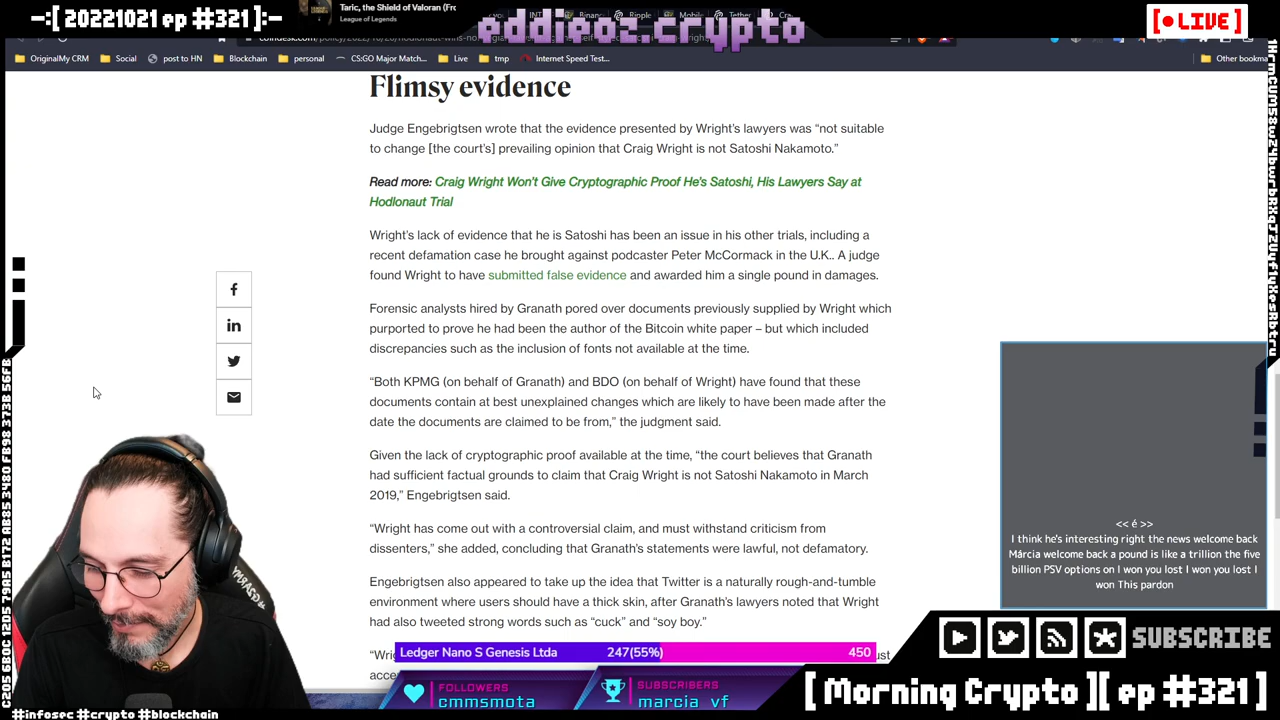 -:[ 20221021 ep #321]:-
Taric, the Shield of Valoran (Fr
League of Legends
Ripple
Tether
[● LIVE]
OriginalMy CRM
Social
post to HN
Blockchain
personal
CS:GO Major Match...
Live
tmp
Internet Speed Test...
Other bookma
Flimsy evidence
Judge Engebrigtsen wrote that the evidence presented by Wright's lawyers was “not suitable
to change [the court's] prevailing opinion that Craig Wright is not Satoshi Nakamoto.”
Read more: Craig Wright Won't Give Cryptographic Proof He's Satoshi, His Lawyers Say at
Hodlonaut Trial
Wright's lack of evidence that he is Satoshi has been an issue in his other trials, including a
recent defamation case he brought against podcaster Peter McCormack in the U.K.. A judge
found Wright to have submitted false evidence and awarded him a single pound in damages.
Forensic analysts hired by Granath pored over documents previously supplied by Wright which
purported to prove he had been the author of the Bitcoin white paper – but which included
discrepancies such as the inclusion of fonts not available at the time.
“Both KPMG (on behalf of Granath) and BDO (on behalf of Wright) have found that these
documents contain at best unexplained changes which are likely to have been made after the
date the documents are claimed to be from,” the judgment said.
Given the lack of cryptographic proof available at the time, “the court believes that Granath
had sufficient factual grounds to claim that Craig Wright is not Satoshi Nakamoto in March
2019,” Engebrigtsen said.
“Wright has come out with a controversial claim, and must withstand criticism from
dissenters,” she added, concluding that Granath's statements were lawful, not defamatory.
Engebrigtsen also appeared to take up the idea that Twitter is a naturally rough-and-tumble
environment where users should have a thick skin, after Granath's lawyers noted that Wright
had also tweeted strong words such as “cuck” and “soy boy.”
<< é >>
I think he's interesting right the news welcome back
Márcia welcome back a pound is like a trillion the five
billion PSV options on I won you lost I won you lost I
won This pardon
Ledger Nano S Genesis Ltda
247(55%)
450
FOLLOWERS
cmmsmota
SUBSCRIBERS
marcia_vf
SUBSCRIBE
[ Morning Crypto ][ ep #321 ]
#infosec #crypto #blockchain